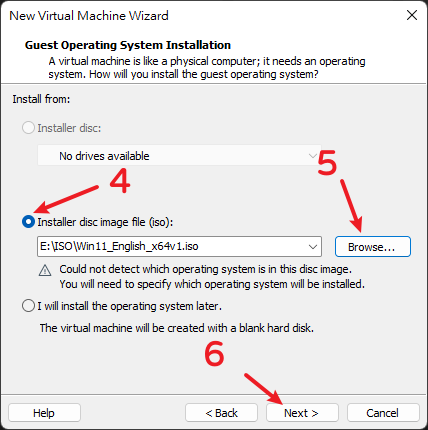 New Virtual Machine Wizard
Guest Operating System Installation
A virtual machine is like a physical computer; it needs an operating
system. How will you install the guest operating system?
Install from:
Installer disc:
No drives available
4
5
Installer disc image file (iso):
E:\ISO\Win11_English_x64v1.iso
Browse...
Could not detect which operating system is in this disc image.
You will need to specify which operating system will be installed.
I will install the operating system later.
The virtual machine will be created with a blank hard disk.
6
Help
< Back
Next >
Cancel